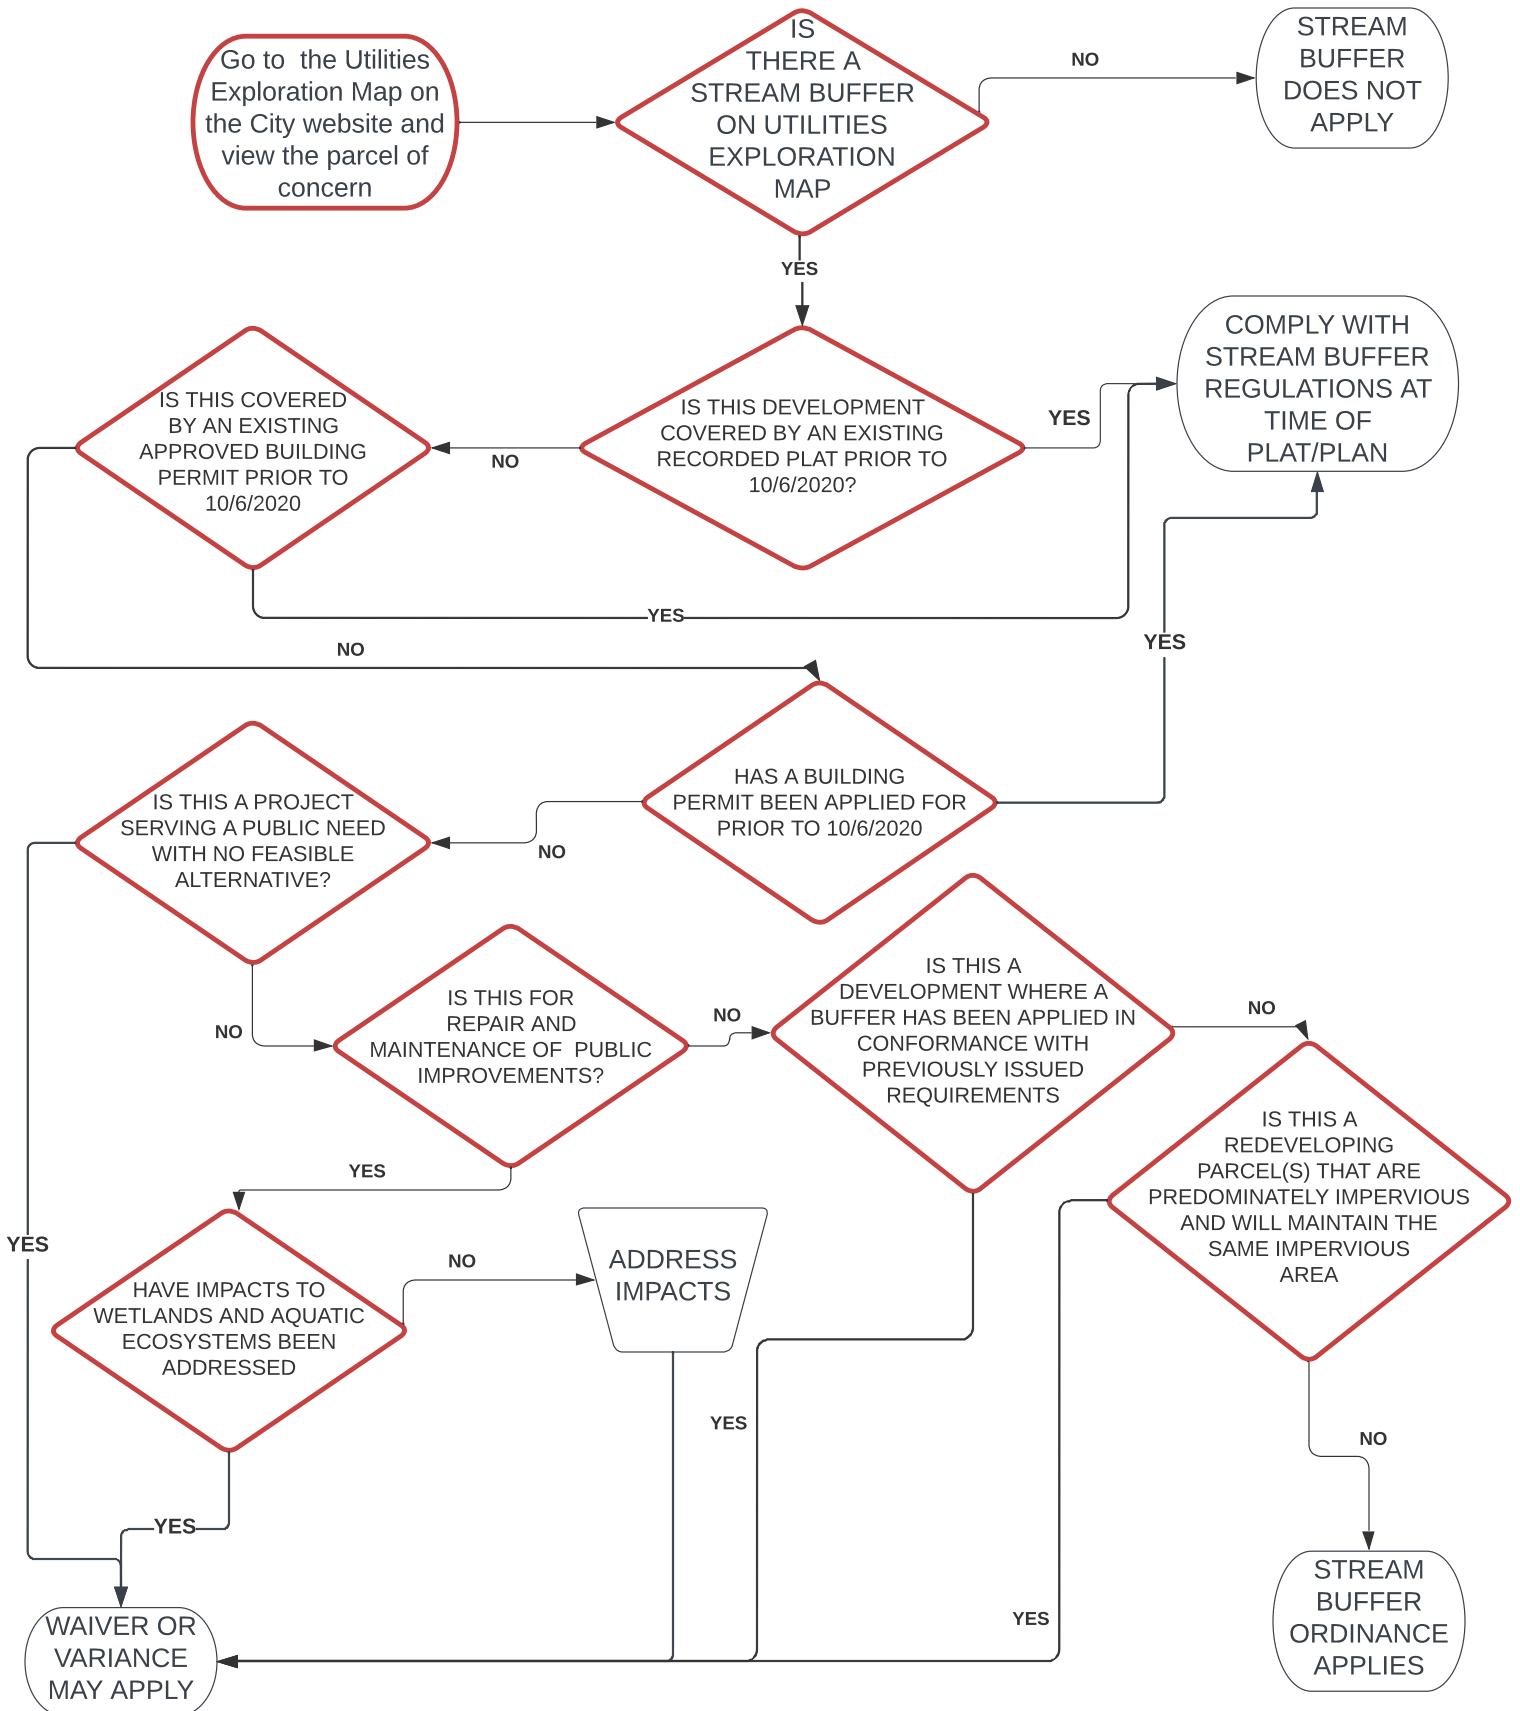 Go to  the Utilities
Exploration Map on
the City website and
view the parcel of
concern
IS
THERE A
STREAM BUFFER
ON UTILITIES
EXPLORATION
MAP
NO
STREAM
BUFFER
DOES NOT
APPLY
YES
IS THIS COVERED
BY AN EXISTING
APPROVED BUILDING
PERMIT PRIOR TO
10/6/2020
NO
IS THIS DEVELOPMENT
COVERED BY AN EXISTING
RECORDED PLAT PRIOR TO
10/6/2020?
YES
COMPLY WITH
STREAM BUFFER
REGULATIONS AT
TIME OF
PLAT/PLAN
YES
NO
YES
HAS A BUILDING
PERMIT BEEN APPLIED FOR
PRIOR TO 10/6/2020
NO
IS THIS A PROJECT
SERVING A PUBLIC NEED
WITH NO FEASIBLE
ALTERNATIVE?
NO
IS THIS FOR
REPAIR AND
MAINTENANCE OF  PUBLIC
IMPROVEMENTS?
NO
IS THIS A
DEVELOPMENT WHERE A
BUFFER HAS BEEN APPLIED IN
CONFORMANCE WITH
PREVIOUSLY ISSUED
REQUIREMENTS
NO
IS THIS A
REDEVELOPING
PARCEL(S) THAT ARE
PREDOMINATELY IMPERVIOUS
AND WILL MAINTAIN THE
SAME IMPERVIOUS
AREA
YES
YES
HAVE IMPACTS TO
WETLANDS AND AQUATIC
ECOSYSTEMS BEEN
ADDRESSED
NO
ADDRESS
IMPACTS
YES
NO
YES
YES
WAIVER OR
VARIANCE
MAY APPLY
STREAM
BUFFER
ORDINANCE
APPLIES